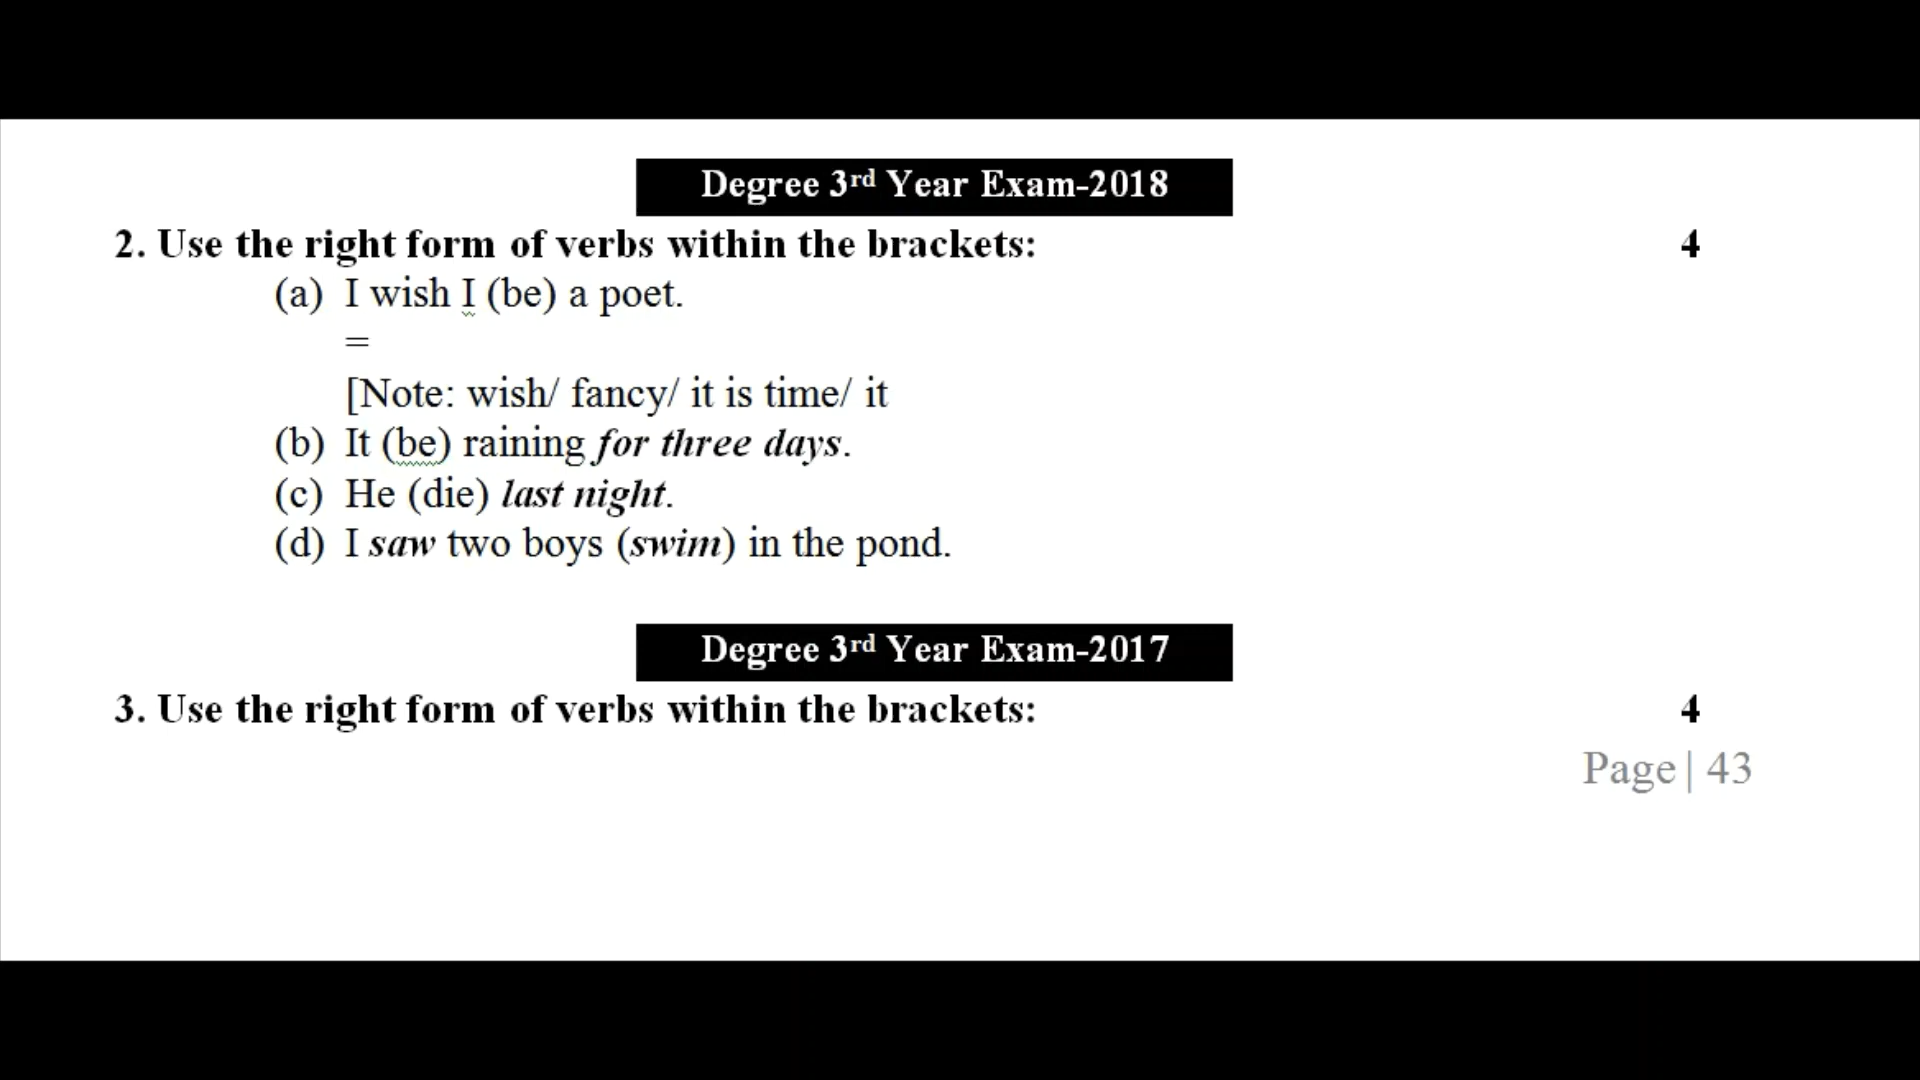 Degree 3rd Year Exam-2018
2. Use the right form of verbs within the brackets: 4
(a) I wish I (be) a poet.
=
[Note: wish/ fancy/ it is time/ it
(b) It (be) raining for three days.
(c) He (die) last night.
(d) I saw two boys (swim) in the pond.
Degree 3rd Year Exam-2017
3. Use the right form of verbs within the brackets: 4
Page | 43